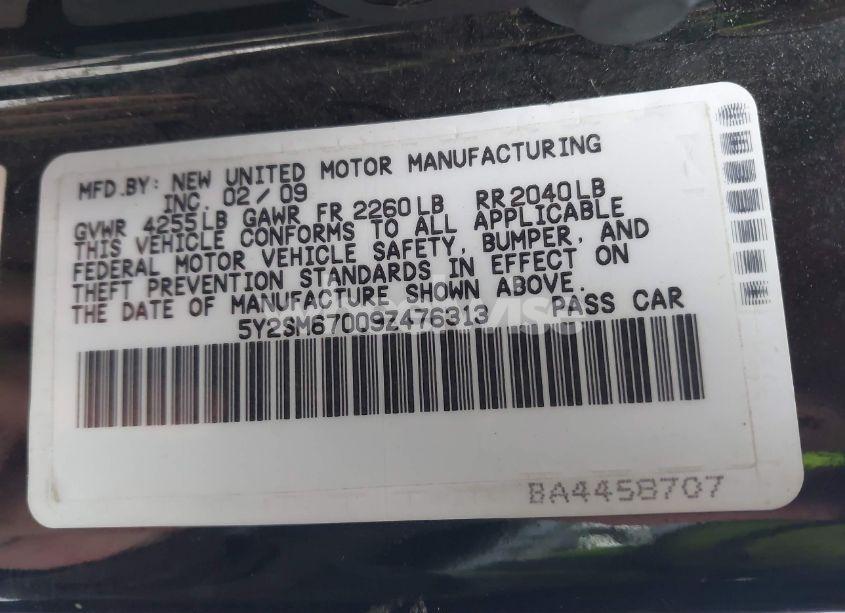 MFD.BY: NEW UNITED MOTOR MANUFACTURING
INC. 02/09
GVWR 4255LB GAWR FR 2260LB RR 2040LB
THIS VEHICLE CONFORMS TO ALL APPLICABLE
FEDERAL MOTOR VEHICLE SAFETY, BUMPER, AND
THEFT PREVENTION STANDARDS IN EFFECT ON
THE DATE OF MANUFACTURE SHOWN ABOVE.
5Y2SM67009Z476313 PASS CAR
BA4458707